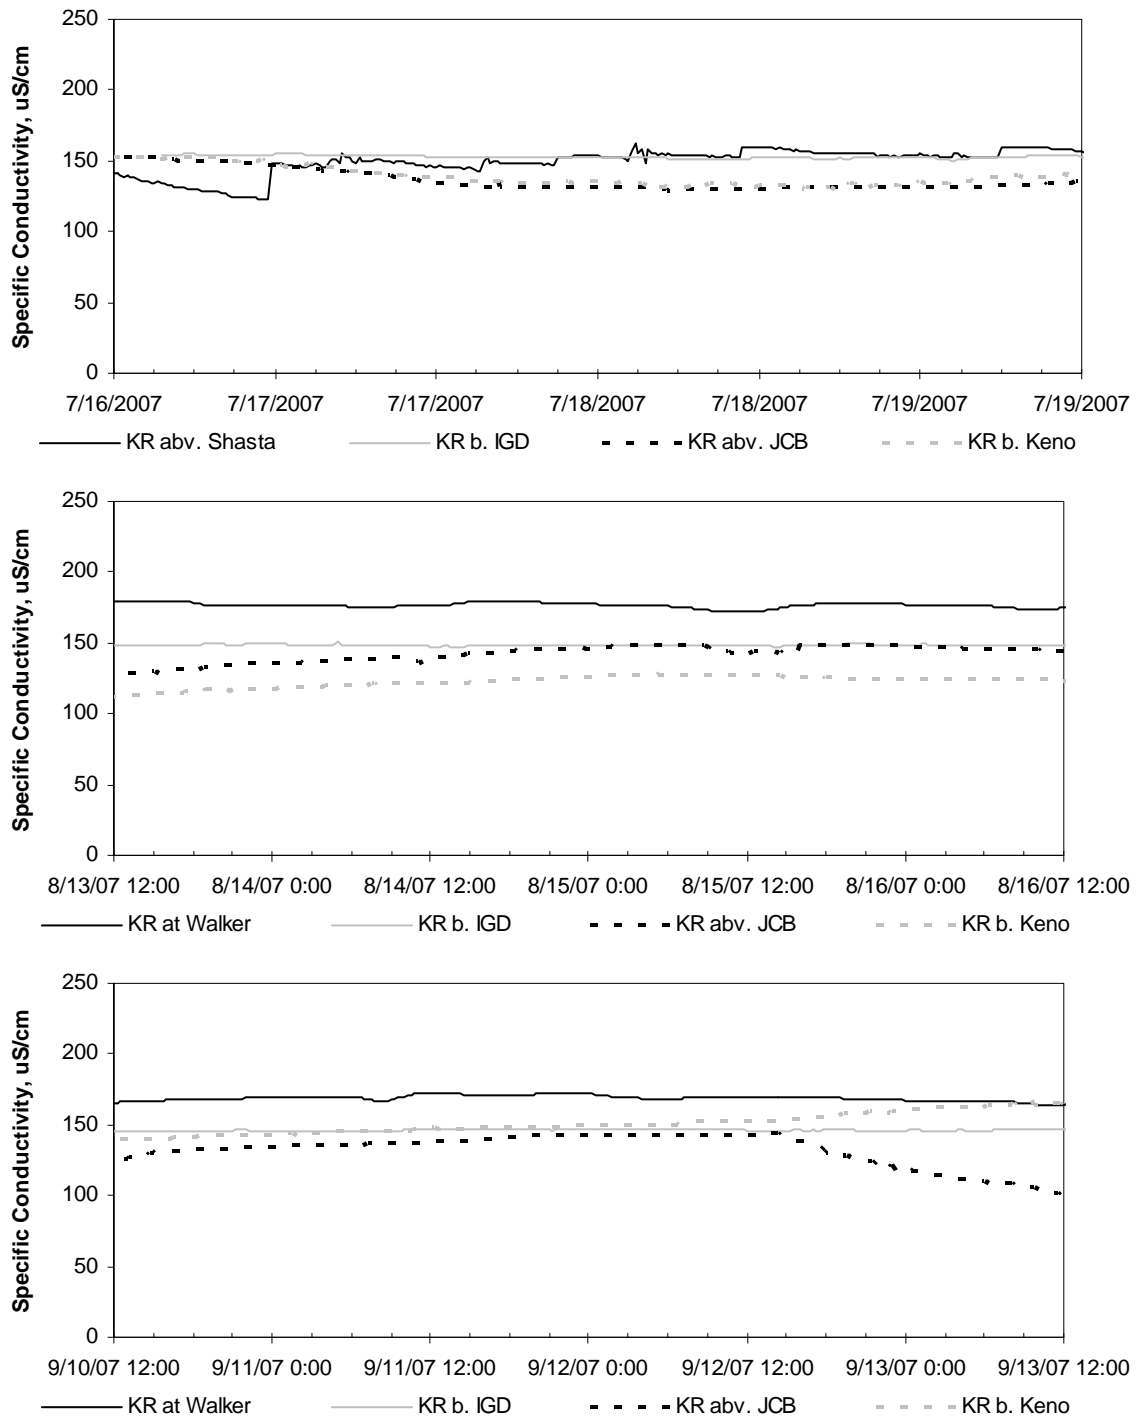 250
200
150
100
50
0
Specific Conductivity, uS/cm
7/16/2007 7/17/2007 7/17/2007 7/18/2007 7/18/2007 7/19/2007 7/19/2007
KR abv. Shasta KR b. IGD KR abv. JCB KR b. Keno
250
200
150
100
50
0
Specific Conductivity, uS/cm
8/13/07 12:00 8/14/07 0:00 8/14/07 12:00 8/15/07 0:00 8/15/07 12:00 8/16/07 0:00 8/16/07 12:00
KR at Walker KR b. IGD KR abv. JCB KR b. Keno
250
200
150
100
50
0
Specific Conductivity, uS/cm
9/10/07 12:00 9/11/07 0:00 9/11/07 12:00 9/12/07 0:00 9/12/07 12:00 9/13/07 0:00 9/13/07 12:00
KR at Walker KR b. IGD KR abv. JCB KR b. Keno